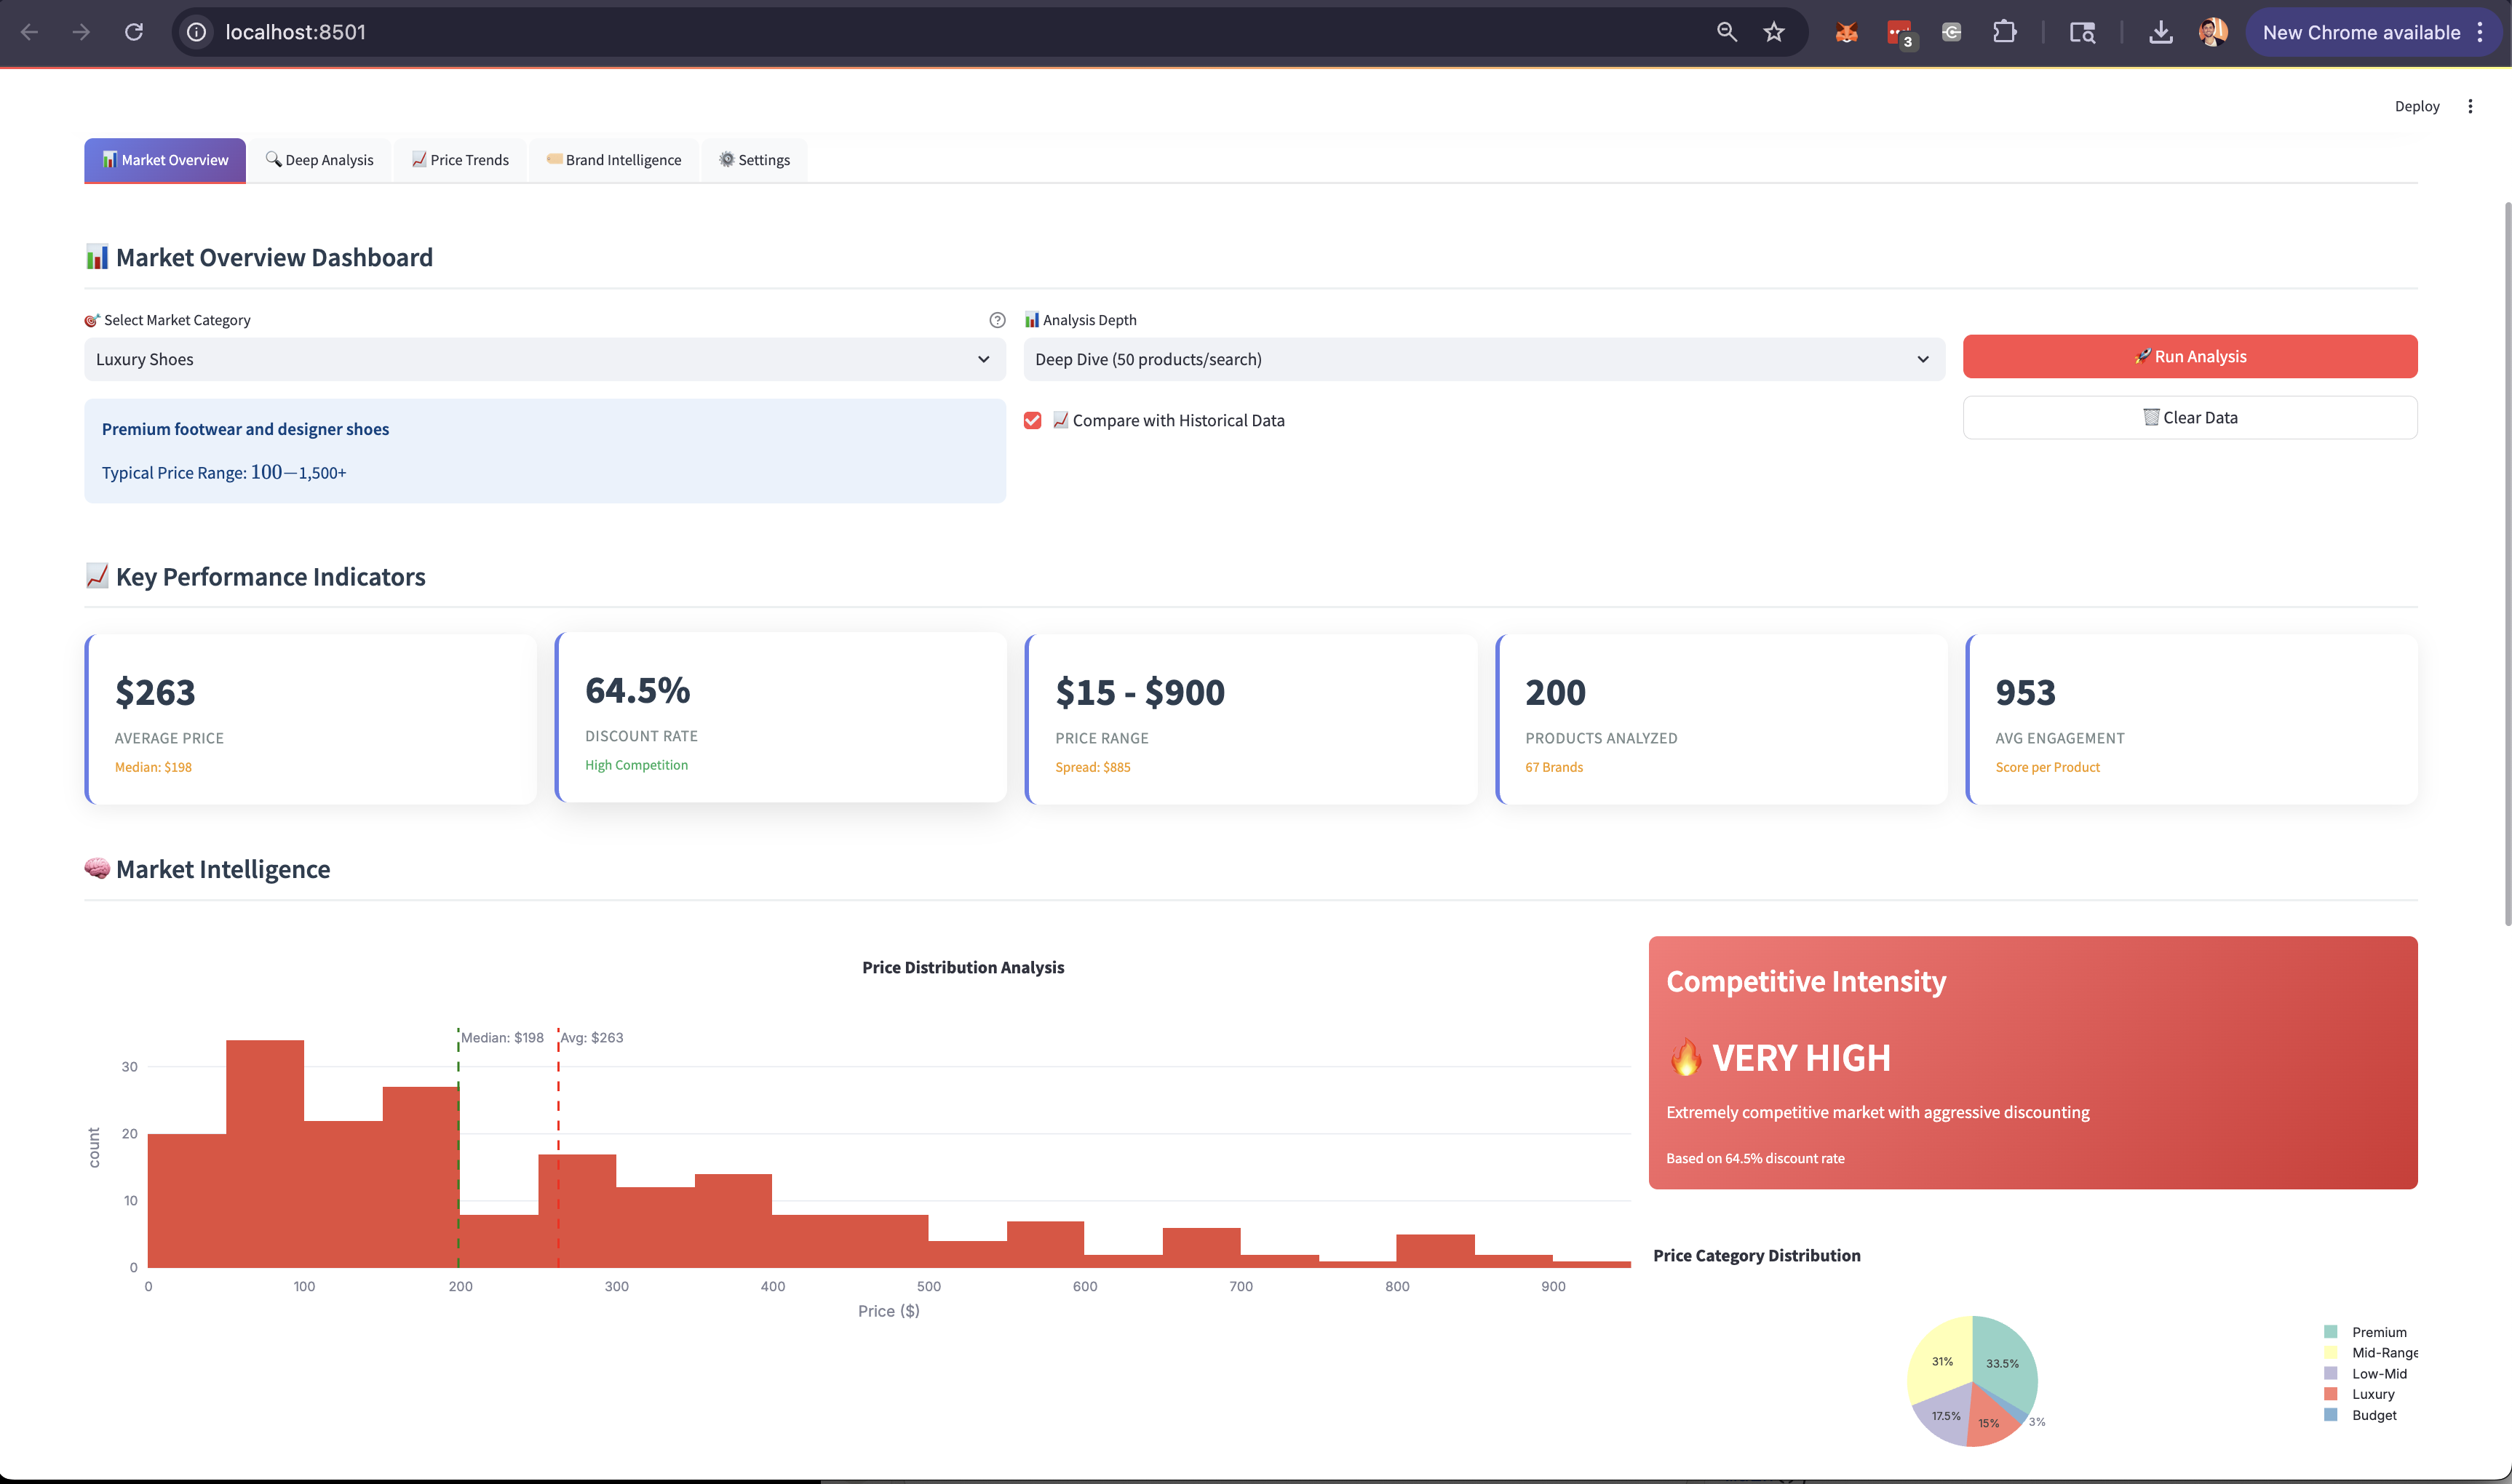 localhost:8501
3
New Chrome available
Deploy
Market Overview
Deep Analysis
Price Trends
Brand Intelligence
Settings
Market Overview Dashboard
Select Market Category
Analysis Depth
Luxury Shoes
Deep Dive (50 products/search)
Run Analysis
Premium footwear and designer shoes
Typical Price Range: 100—1,500+
Compare with Historical Data
Clear Data
Key Performance Indicators
$263
AVERAGE PRICE
Median: $198
64.5%
DISCOUNT RATE
High Competition
$15 - $900
PRICE RANGE
Spread: $885
200
PRODUCTS ANALYZED
67 Brands
953
AVG ENGAGEMENT
Score per Product
Market Intelligence
Price Distribution Analysis
Median: $198
Avg: $263
30
20
10
0
count
0 100 200 300 400 500 600 700 800 900
Price ($)
Competitive Intensity
VERY HIGH
Extremely competitive market with aggressive discounting
Based on 64.5% discount rate
Price Category Distribution
31%
33.5%
17.5%
15%
3%
Premium
Mid-Range
Low-Mid
Luxury
Budget